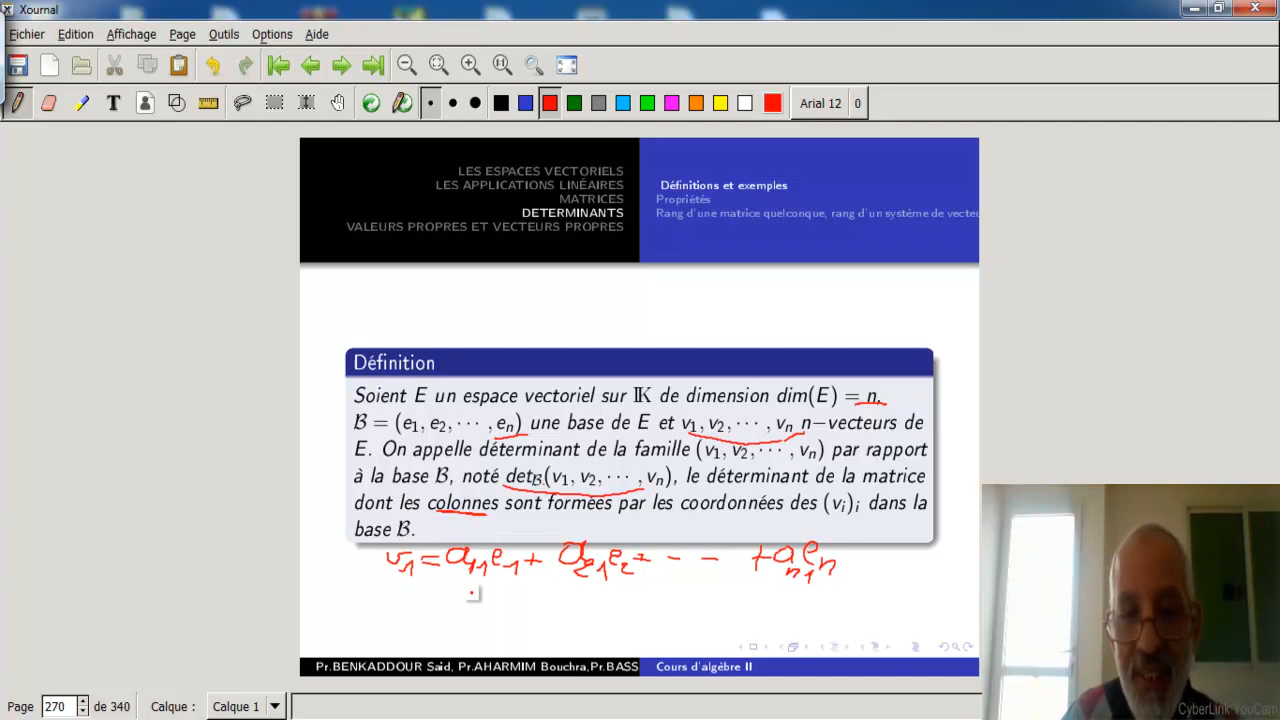 Xournal
Fichier Edition Affichage Page Outils Options Aide
Arial 12 0
LES ESPACES VECTORIELS
LES APPLICATIONS LINÉAIRES
MATRICES
DETERMINANTS
VALEURS PROPRES ET VECTEURS PROPRES
Définitions et exemples
Propriétés
Rang d'une matrice quelconque, rang d'un système de vecteu
Définition
Soient E un espace vectoriel sur 𝕂 de dimension dim(E) = n,
ℬ = (e₁, e₂, ⋯ , eₙ) une base de E et v₁, v₂, ⋯ , vₙ n−vecteurs de
E. On appelle déterminant de la famille (v₁, v₂, ⋯ , vₙ) par rapport
à la base ℬ, noté det_ℬ(v₁, v₂, ⋯ , vₙ), le déterminant de la matrice
dont les colonnes sont formées par les coordonnées des (vᵢ)ᵢ dans la
base ℬ.
v₁ = a₁₁e₁ + a₂₁e₂ + - - + aₙ₁eₙ
Pr.BENKADDOUR Said, Pr.AHARMIM Bouchra,Pr.BASS
Cours d'algèbre II
Page 270 de 340 Calque : Calque 1
CyberLink YouCam